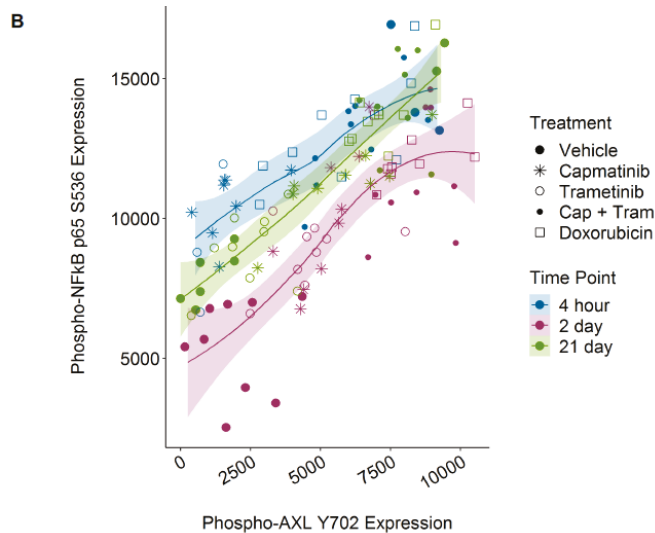 B
Phospho-NFkB p65 S536 Expression
15000
10000
5000
0
2500
5000
7500
10000
Phospho-AXL Y702 Expression
Treatment
Vehicle
Capmatinib
Trametinib
Cap + Tram
Doxorubicin
Time Point
4 hour
2 day
21 day